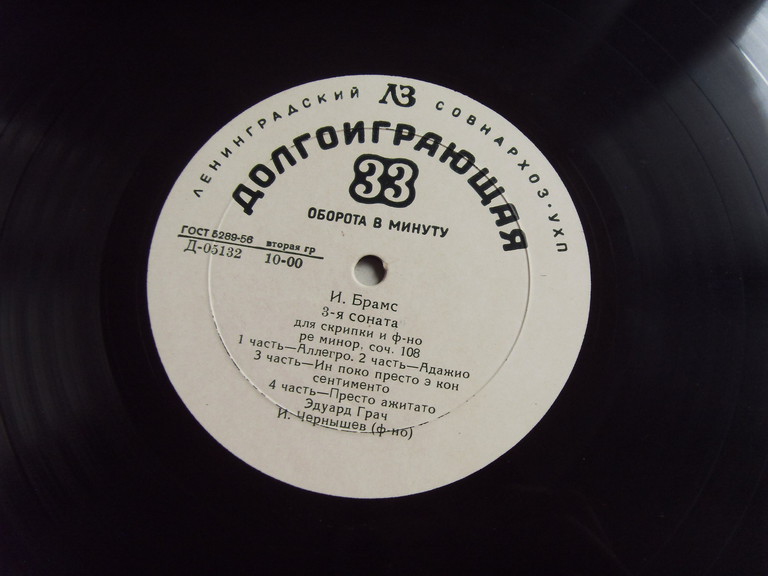 ЛЕНИНГРАДСКИЙ ЛЗ СОВНАРХОЗ·УХП
ДОЛГОИГРАЮЩАЯ
33
ОБОРОТА В МИНУТУ
ГОСТ 5289-56 вторая гр
Д-05132 10-00
И. Брамс
3-я соната
для скрипки и ф-но
ре минор, соч. 108
1 часть—Аллегро. 2 часть—Адажио
3 часть—Ин поко престо э кон
сентименто
4 часть—Престо ажитато
Эдуард Грач
И. Чернышев (ф-но)